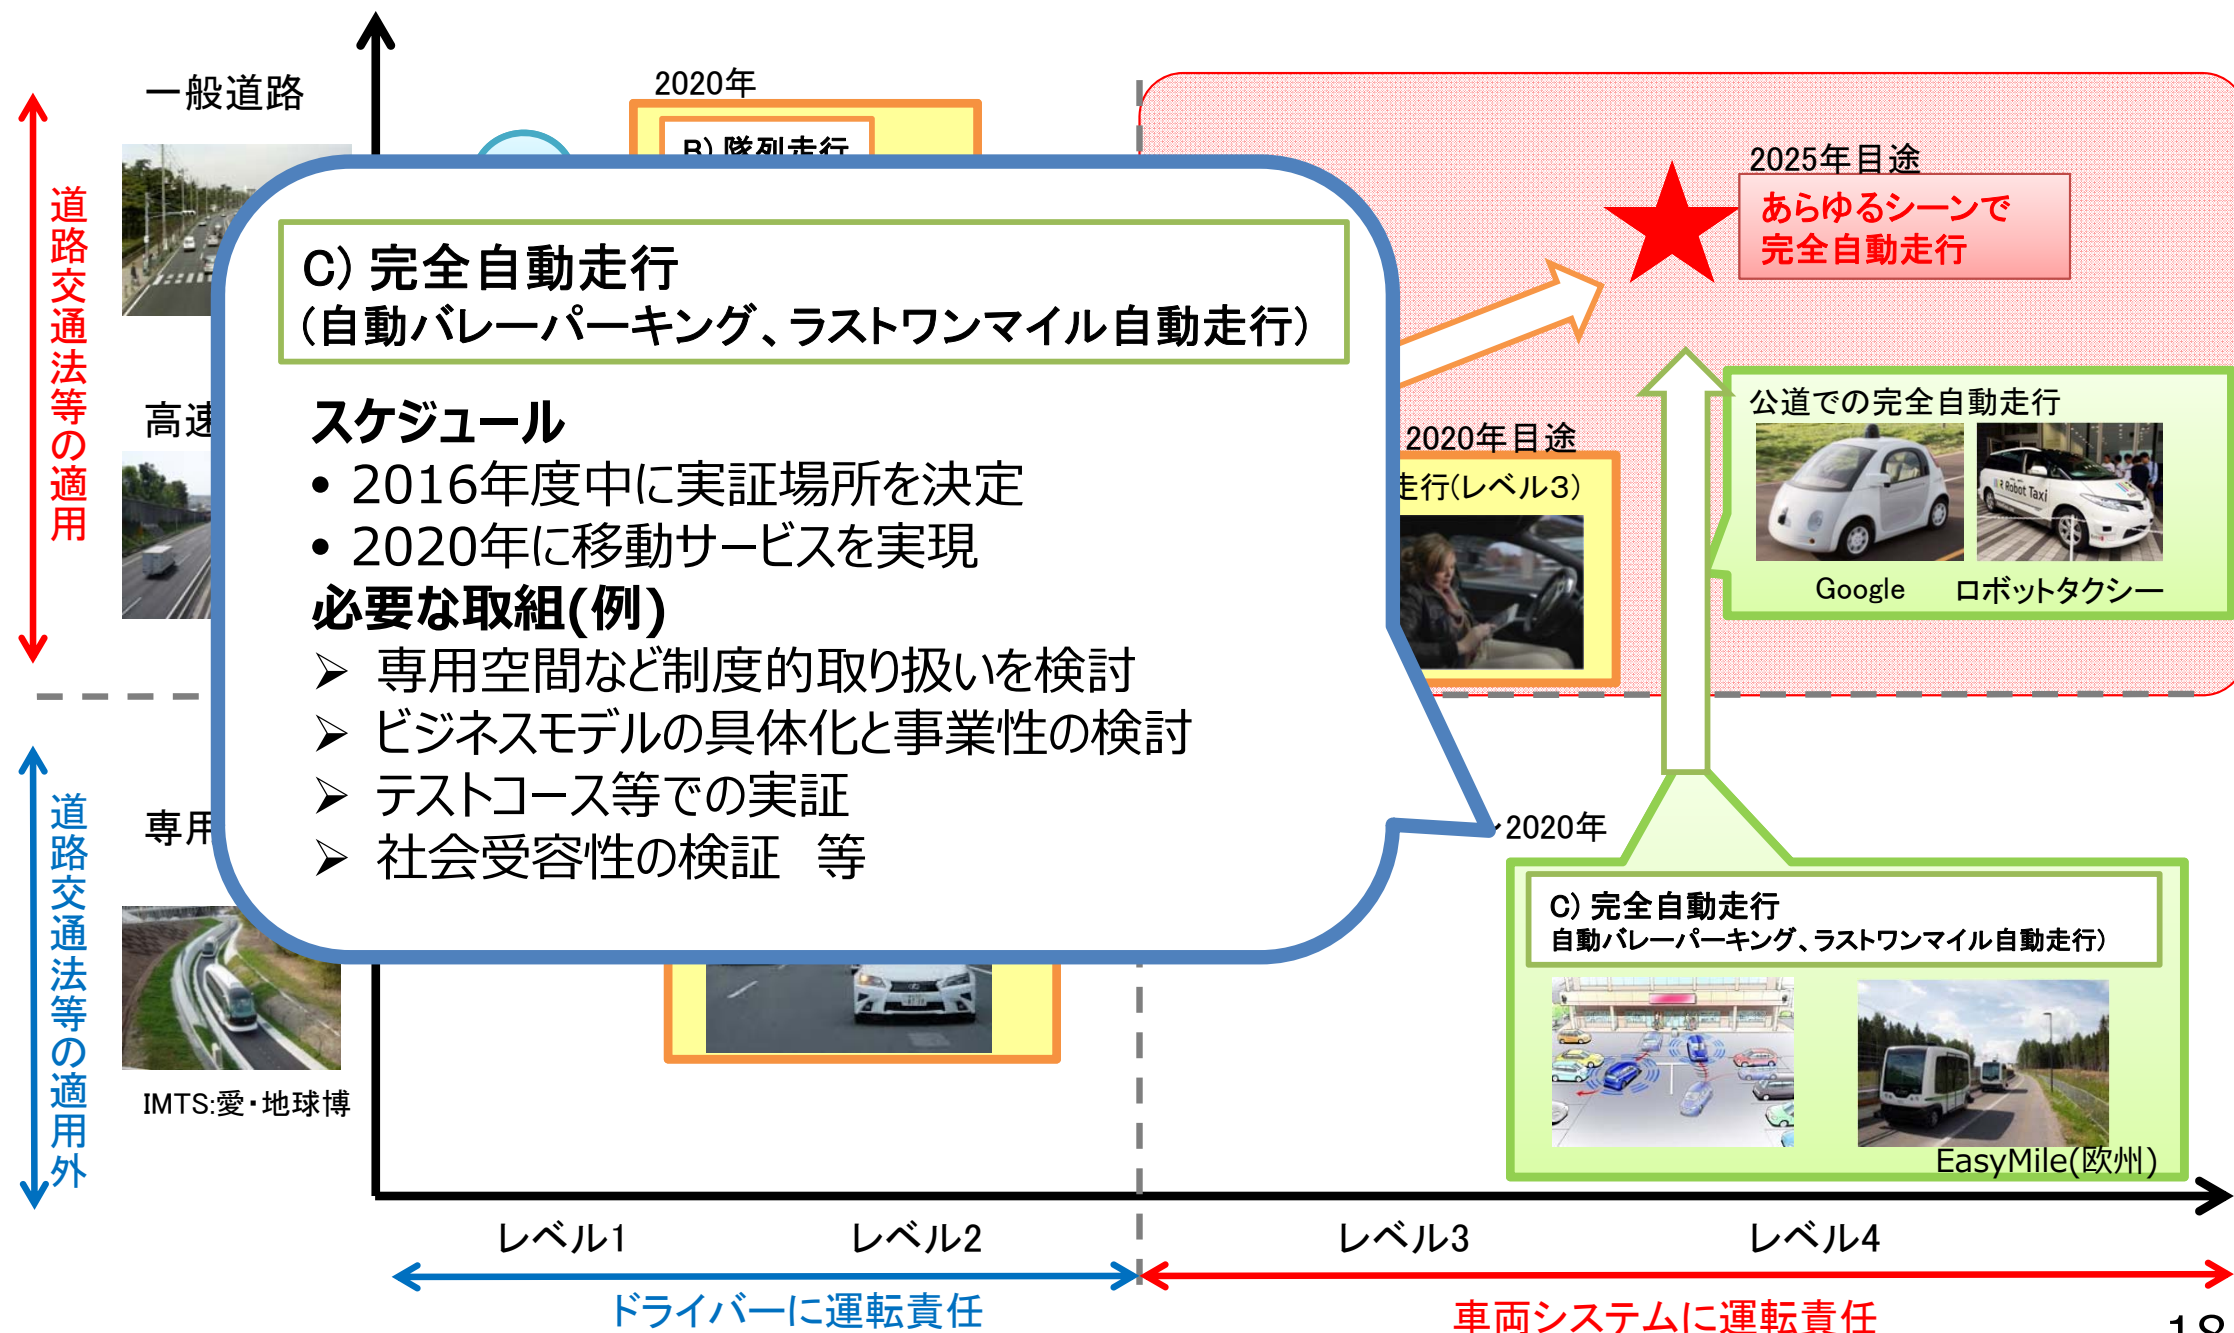 一般道路
2020年
B) 隊列走行
2025年目途
あらゆるシーンで
完全自動走行
道路交通法等の適用
C) 完全自動走行
(自動バレーパーキング、ラストワンマイル自動走行)
スケジュール
• 2016年度中に実証場所を決定
• 2020年に移動サービスを実現
必要な取組(例)
➢ 専用空間など制度的取り扱いを検討
➢ ビジネスモデルの具体化と事業性の検討
➢ テストコース等での実証
➢ 社会受容性の検証 等
高速
2020年目途
走行(レベル3)
公道での完全自動走行
R Robot Taxi
Google ロボットタクシー
専用
道路交通法等の適用外
2020年
C) 完全自動走行
自動バレーパーキング、ラストワンマイル自動走行)
EasyMile(欧州)
IMTS:愛・地球博
レベル1 レベル2 レベル3 レベル4
ドライバーに運転責任
車両システムに運転責任
18